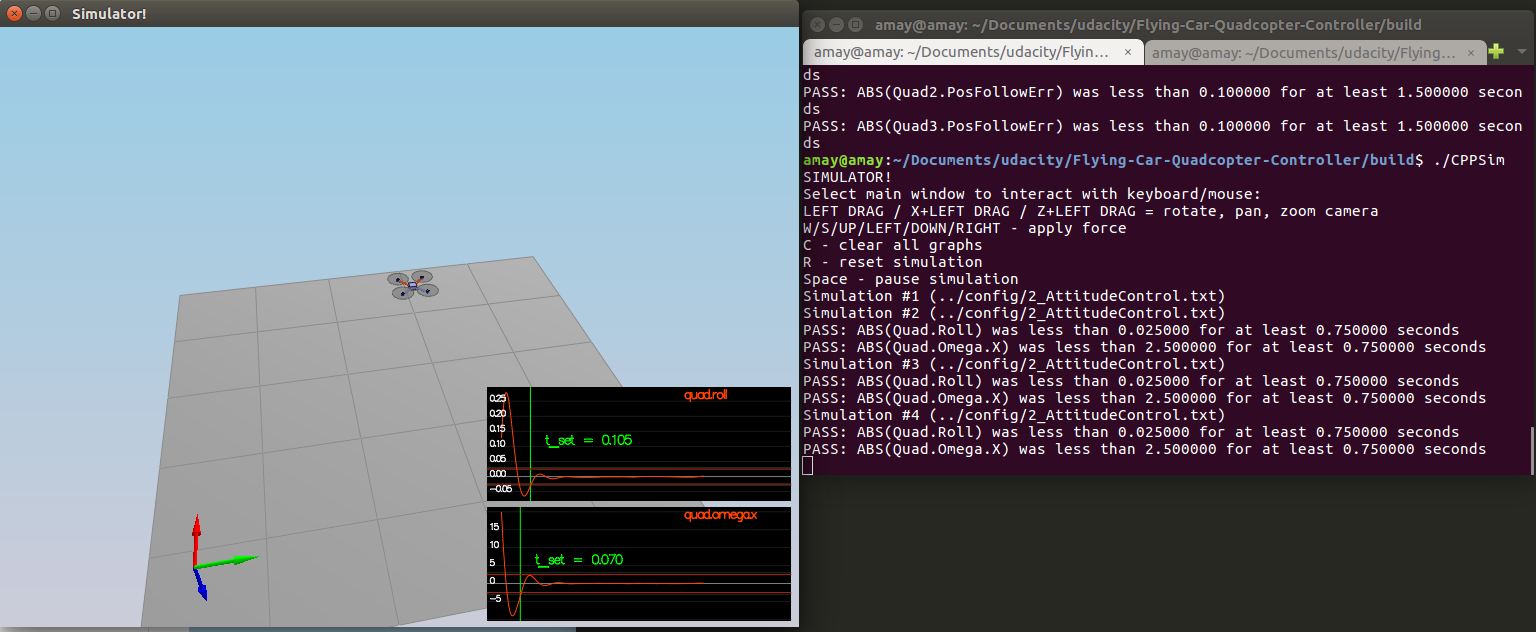 Simulator!
quad.roll
0.25
0.20
0.15
0.10
0.05
0.00
-0.05
t_set = 0.105
quad.omega.x
15
10
5
0
-5
t_set = 0.070
amay@amay: ~/Documents/udacity/Flying-Car-Quadcopter-Controller/build
amay@amay: ~/Documents/udacity/Flyin... ×
amay@amay: ~/Documents/udacity/Flying... ×
ds
PASS: ABS(Quad2.PosFollowErr) was less than 0.100000 for at least 1.500000 secon
ds
PASS: ABS(Quad3.PosFollowErr) was less than 0.100000 for at least 1.500000 secon
ds
amay@amay:~/Documents/udacity/Flying-Car-Quadcopter-Controller/build$ ./CPPSim
SIMULATOR!
Select main window to interact with keyboard/mouse:
LEFT DRAG / X+LEFT DRAG / Z+LEFT DRAG = rotate, pan, zoom camera
W/S/UP/LEFT/DOWN/RIGHT - apply force
C - clear all graphs
R - reset simulation
Space - pause simulation
Simulation #1 (../config/2_AttitudeControl.txt)
Simulation #2 (../config/2_AttitudeControl.txt)
PASS: ABS(Quad.Roll) was less than 0.025000 for at least 0.750000 seconds
PASS: ABS(Quad.Omega.X) was less than 2.500000 for at least 0.750000 seconds
Simulation #3 (../config/2_AttitudeControl.txt)
PASS: ABS(Quad.Roll) was less than 0.025000 for at least 0.750000 seconds
PASS: ABS(Quad.Omega.X) was less than 2.500000 for at least 0.750000 seconds
Simulation #4 (../config/2_AttitudeControl.txt)
PASS: ABS(Quad.Roll) was less than 0.025000 for at least 0.750000 seconds
PASS: ABS(Quad.Omega.X) was less than 2.500000 for at least 0.750000 seconds